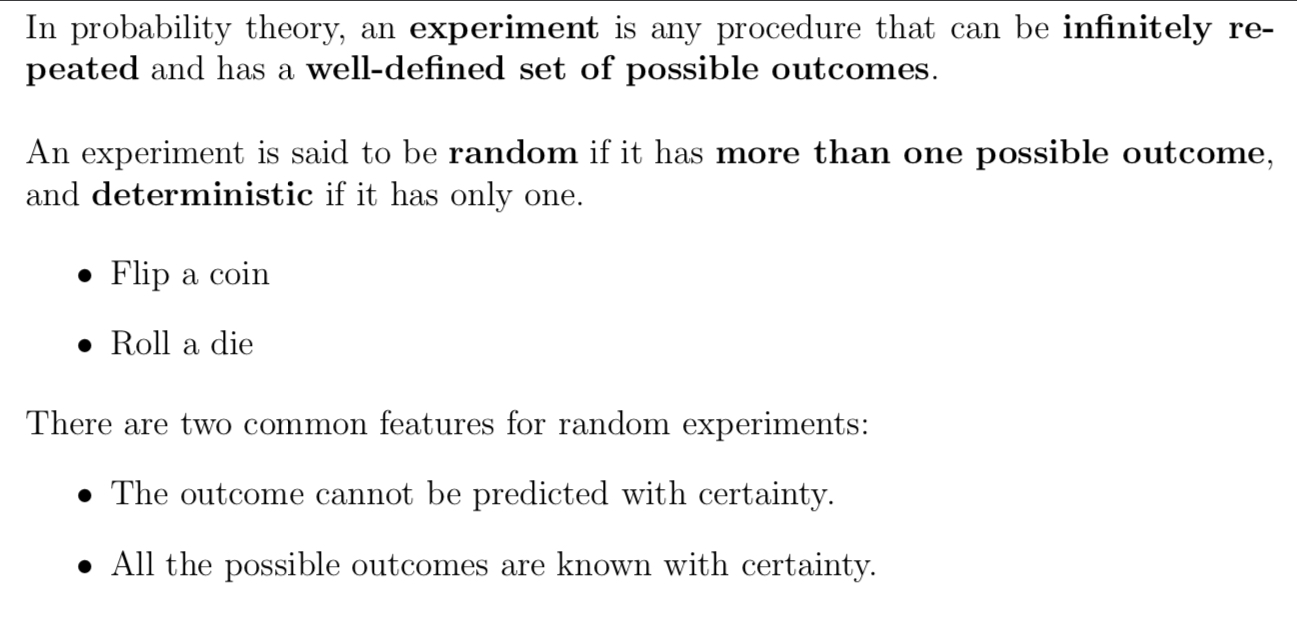 In probability theory, an experiment is any procedure that can be infinitely re-
peated and has a well-defined set of possible outcomes.
An experiment is said to be random if it has more than one possible outcome,
and deterministic if it has only one.
• Flip a coin
• Roll a die
There are two common features for random experiments:
• The outcome cannot be predicted with certainty.
• All the possible outcomes are known with certainty.